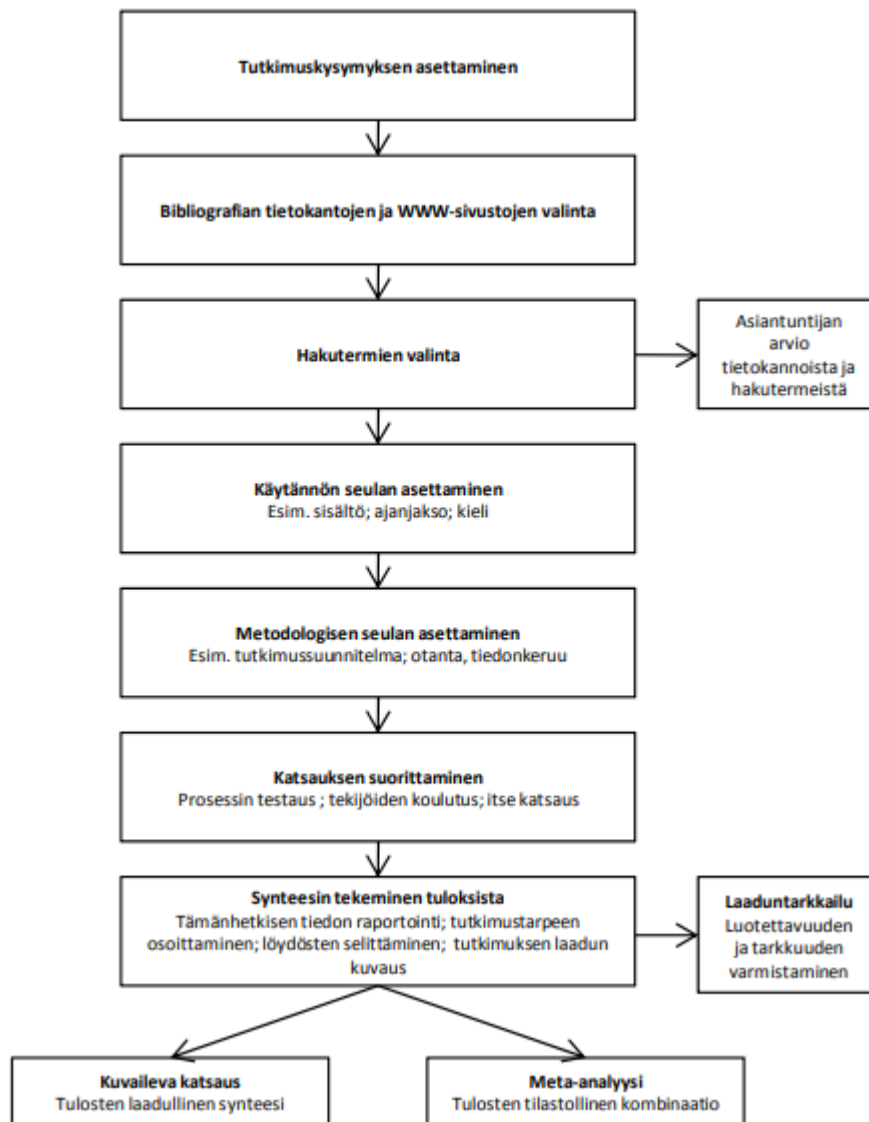 Tutkimuskysymyksen asettaminen
Bibliografian tietokantojen ja WWW-sivustojen valinta
Hakutermien valinta
Asiantuntijan
arvio
tietokannoista ja
hakutermeistä
Käytännön seulan asettaminen
Esim. sisältö; ajanjakso; kieli
Metodologisen seulan asettaminen
Esim. tutkimussuunnitelma; otanta, tiedonkeruu
Katsauksen suorittaminen
Prosessin testaus ; tekijöiden koulutus; itse katsaus
Synteesin tekeminen tuloksista
Tämänhetkisen tiedon raportointi; tutkimustarpeen
osoittaminen; löydösten selittäminen; tutkimuksen laadun
kuvaus
Laaduntarkkailu
Luotettavuuden
ja tarkkuuden
varmistaminen
Kuvaileva katsaus
Tulosten laadullinen synteesi
Meta-analyysi
Tulosten tilastollinen kombinaatio